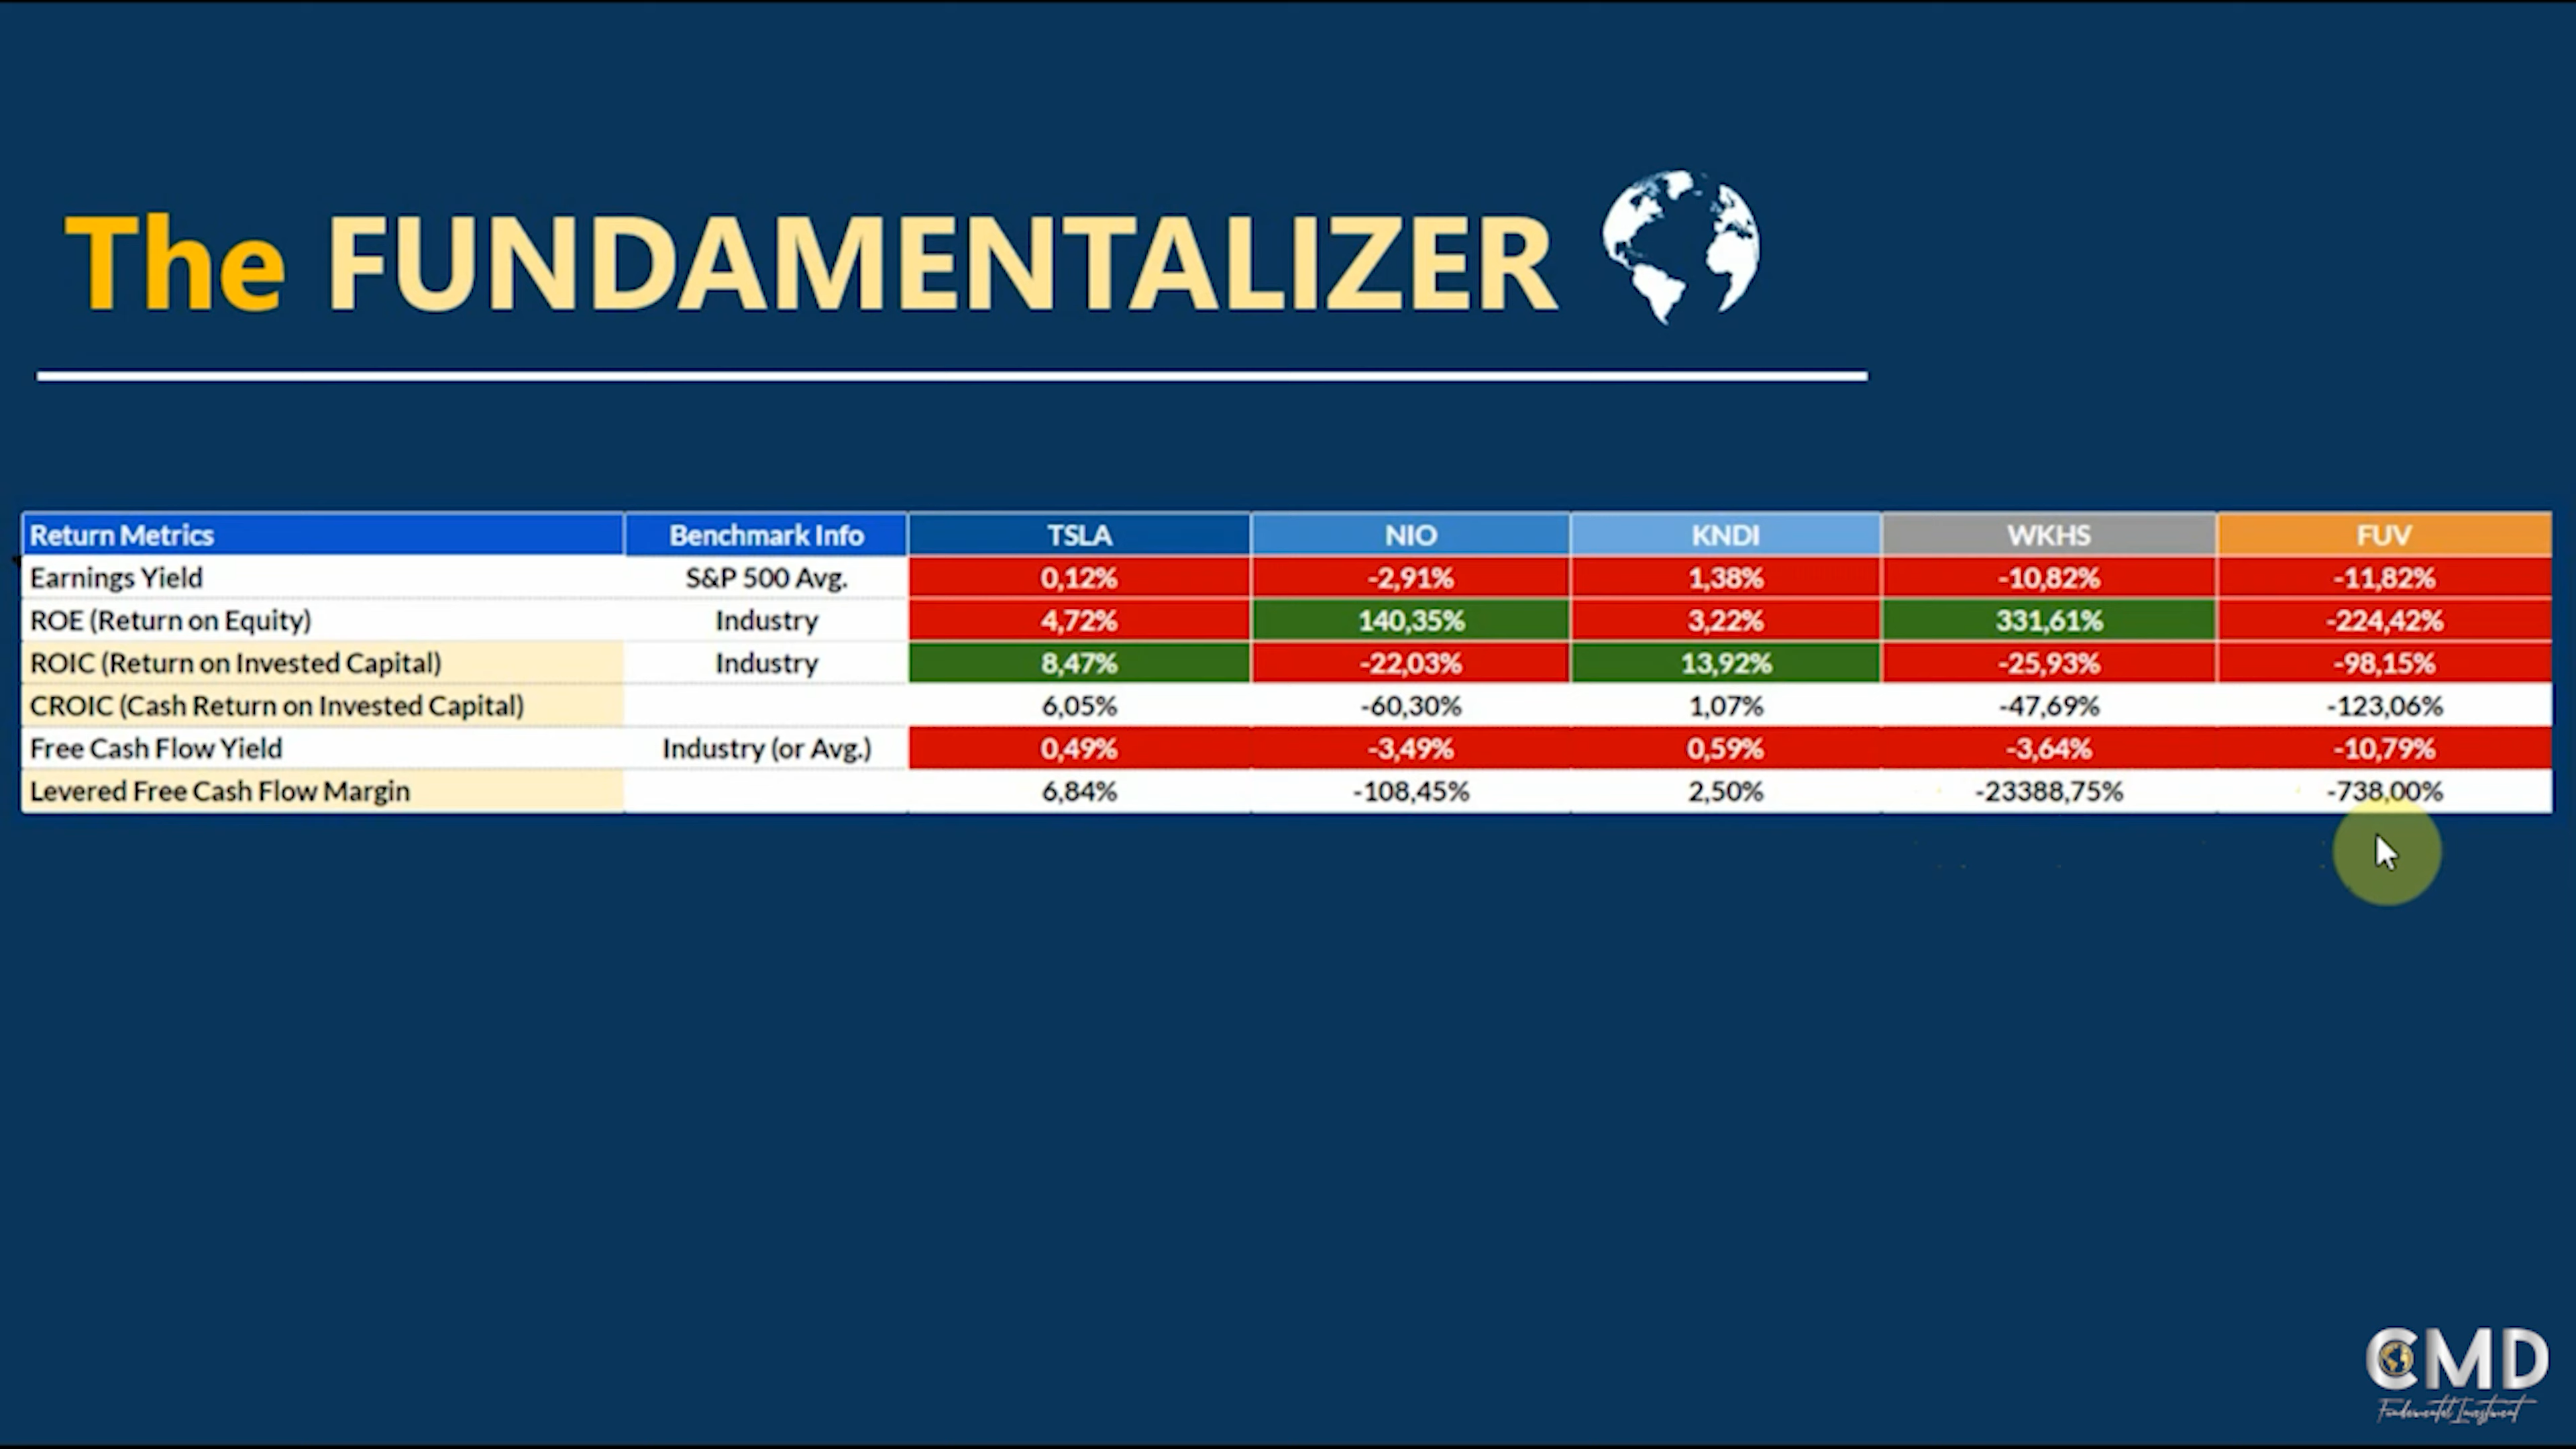 The FUNDAMENTALIZER
Return Metrics Benchmark Info TSLA NIO KNDI WKHS FUV
Earnings Yield S&P 500 Avg. 0,12% -2,91% 1,38% -10,82% -11,82%
ROE (Return on Equity) Industry 4,72% 140,35% 3,22% 331,61% -224,42%
ROIC (Return on Invested Capital) Industry 8,47% -22,03% 13,92% -25,93% -98,15%
CROIC (Cash Return on Invested Capital) 6,05% -60,30% 1,07% -47,69% -123,06%
Free Cash Flow Yield Industry (or Avg.) 0,49% -3,49% 0,59% -3,64% -10,79%
Levered Free Cash Flow Margin 6,84% -108,45% 2,50% -23388,75% -738,00%
CMD
Fundamental Investment